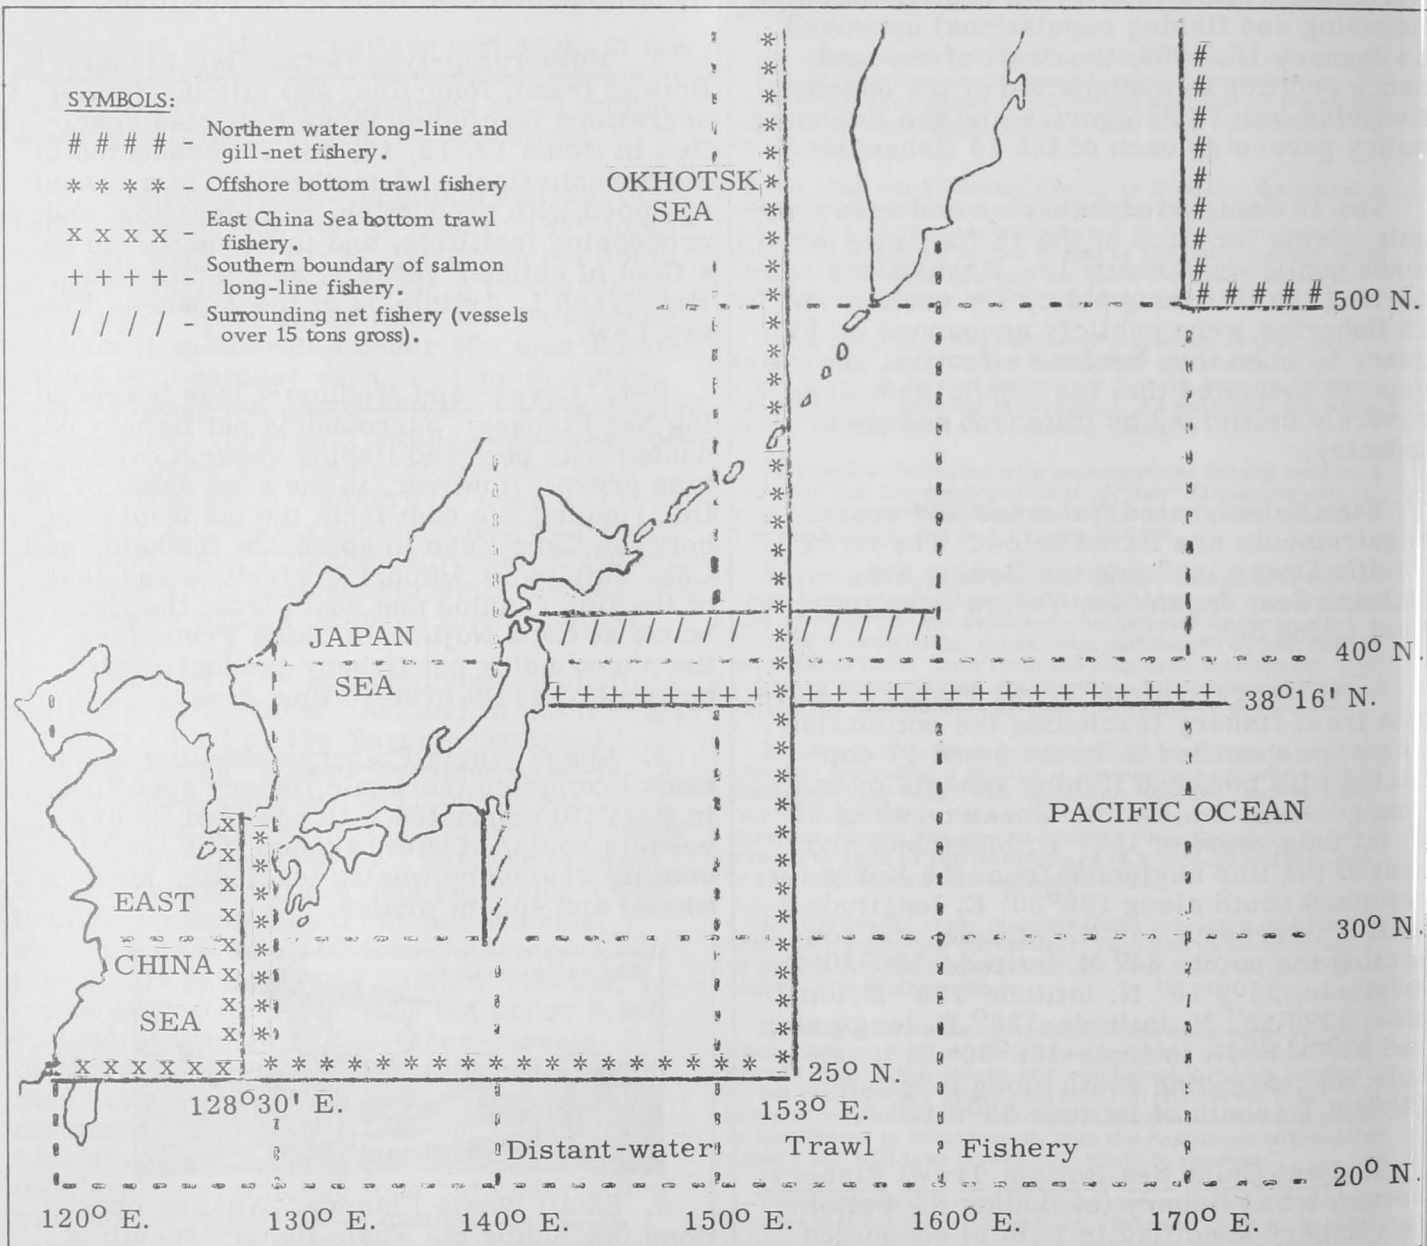 SYMBOLS:
# # # # - Northern water long-line and
gill-net fishery.
* * * * - Offshore bottom trawl fishery
x x x x - East China Sea bottom trawl
fishery.
+ + + + - Southern boundary of salmon
long-line fishery.
/ / / / - Surrounding net fishery (vessels
over 15 tons gross).
OKHOTSK
SEA
50° N.
JAPAN
SEA
40° N.
38°16' N.
PACIFIC OCEAN
EAST
30° N.
CHINA
SEA
25° N.
128°30' E.
153° E.
Distant-water Trawl Fishery
20° N.
120° E.
130° E.
140° E.
150° E.
160° E.
170° E.